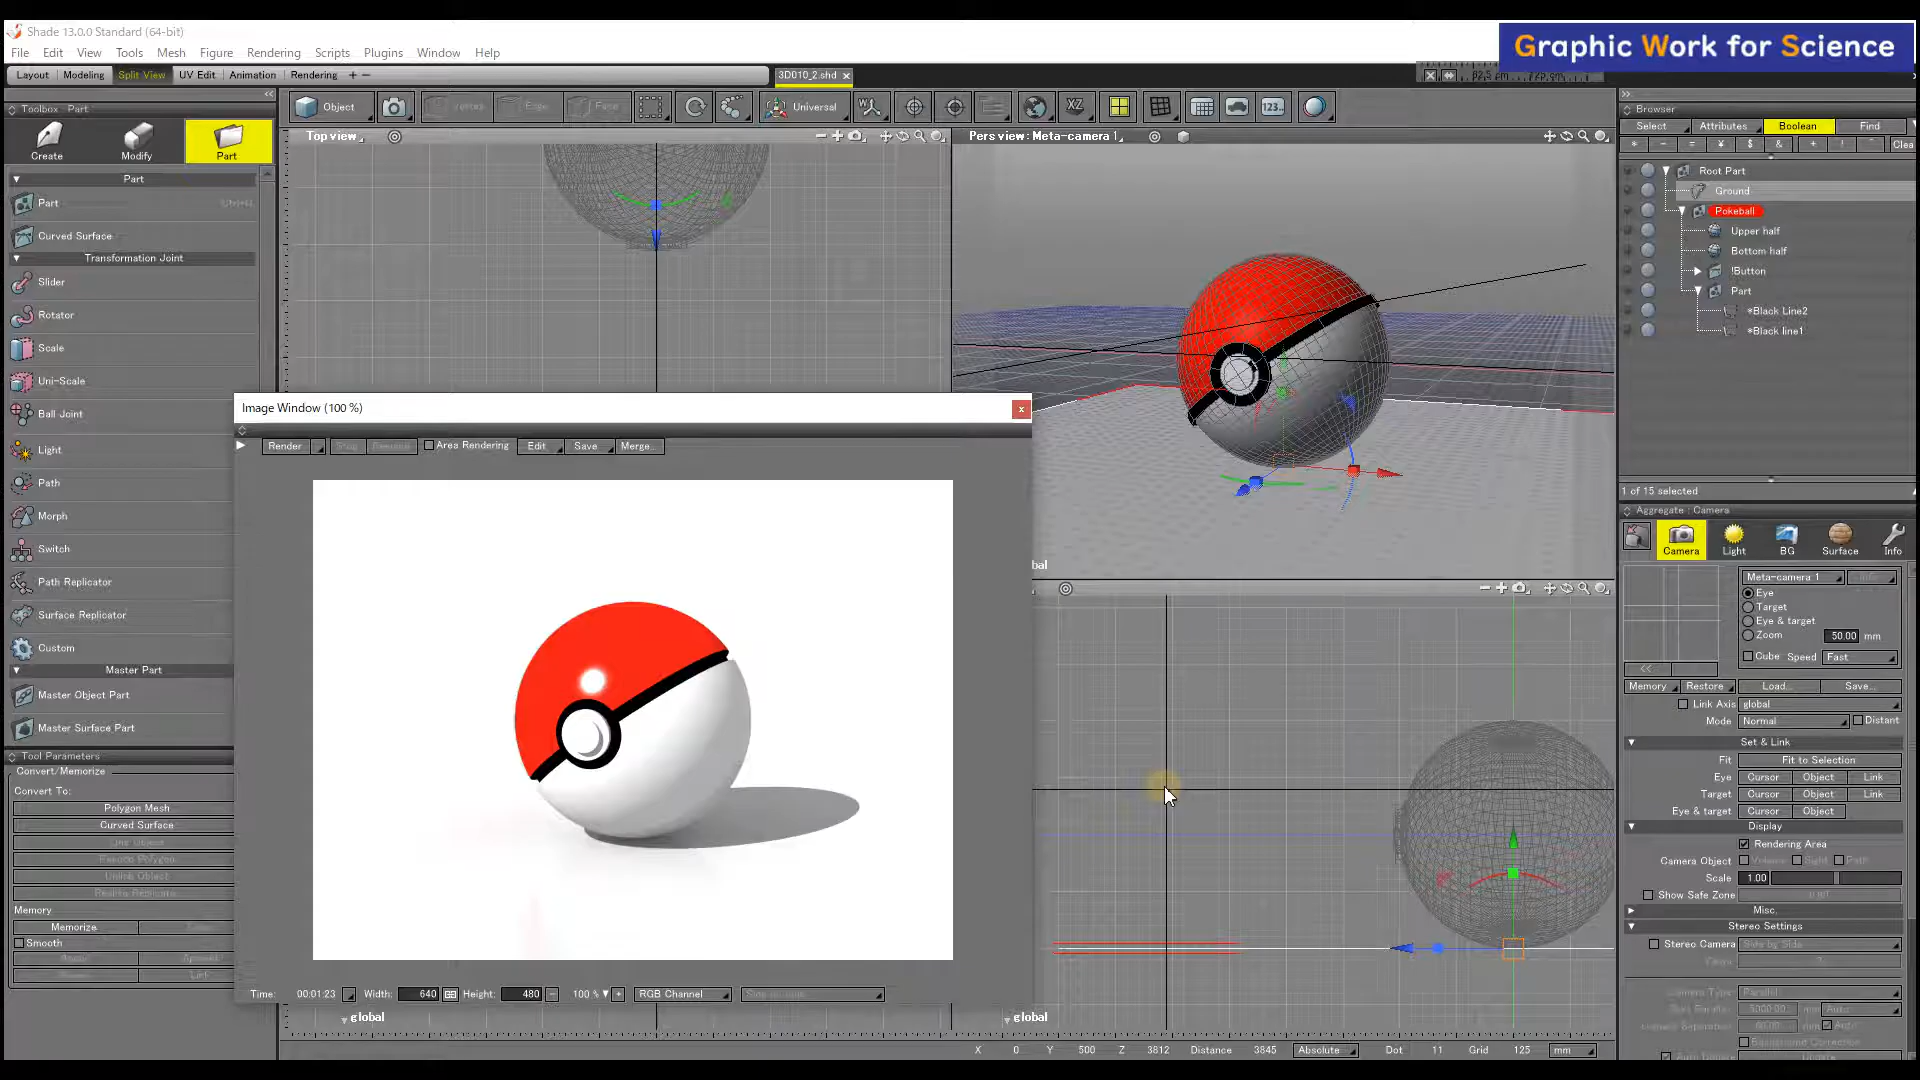 Shade 13.0.0 Standard (64-bit)
Graphic Work for Science
File Edit View Tools Mesh Figure Rendering Scripts Plugins Window Help
Layout Modeling Split View UV Edit Animation Rendering
3D010_2.shd
Toolbox : Part
Object
Universal
XZ
123...
Browser
Create Modify Part
Top view
Pers view: Meta-camera 1
Select Attributes Boolean Find
Clea
Part
Root Part
Part
Ground
Curved Surface
Pokeball
Transformation Joint
Upper half
Slider
Bottom half
Rotator
!Button
Scale
Part
Uni-Scale
*Black Line2
Ball Joint
*Black line1
Light
Path
Morph
Switch
Path Replicator
Surface Replicator
Custom
Master Part
Master Object Part
Master Surface Part
Image Window (100 %)
Render
Area Rendering
Edit
Save
Merge...
1 of 15 selected
Aggregate : Camera
Camera Light BG Surface Info
Meta-camera 1
Eye
Target
Eye & target
Zoom 50.00 mm
Cube Speed Fast
Memory Restore Load... Save...
Link Axis global
Mode Normal Distant
Set & Link
Fit Fit to Selection
Eye Cursor Object Link
Target Cursor Object Link
Eye & target Cursor Object
Display
Rendering Area
Camera Object
Scale 1.00
Show Safe Zone
Misc.
Stereo Settings
Stereo Camera
Tool Parameters
Convert/Memorize
Convert To:
Polygon Mesh
Curved Surface
Memory
Memorize
Smooth
Time: 00:01:23 Width: 640 Height: 480 100 % RGB Channel
bal
global
global
X 0 Y 500 Z 3812 Distance 3845 Absolute Dot 11 Grid 125 mm